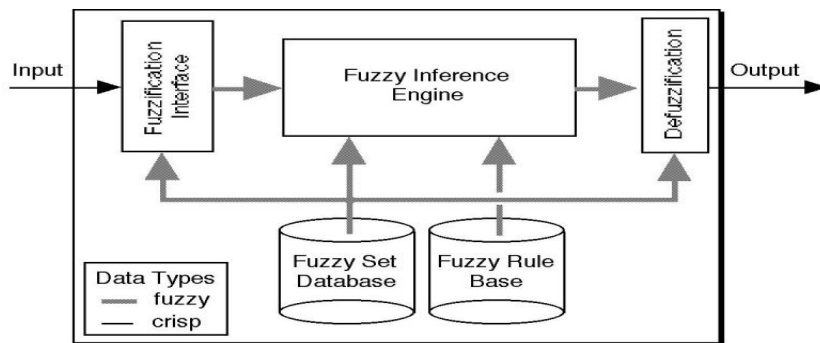 Input
Fuzzification
Interface
Fuzzy Inference
Engine
Defuzzification
Output
Fuzzy Set
Database
Fuzzy Rule
Base
Data Types
fuzzy
crisp